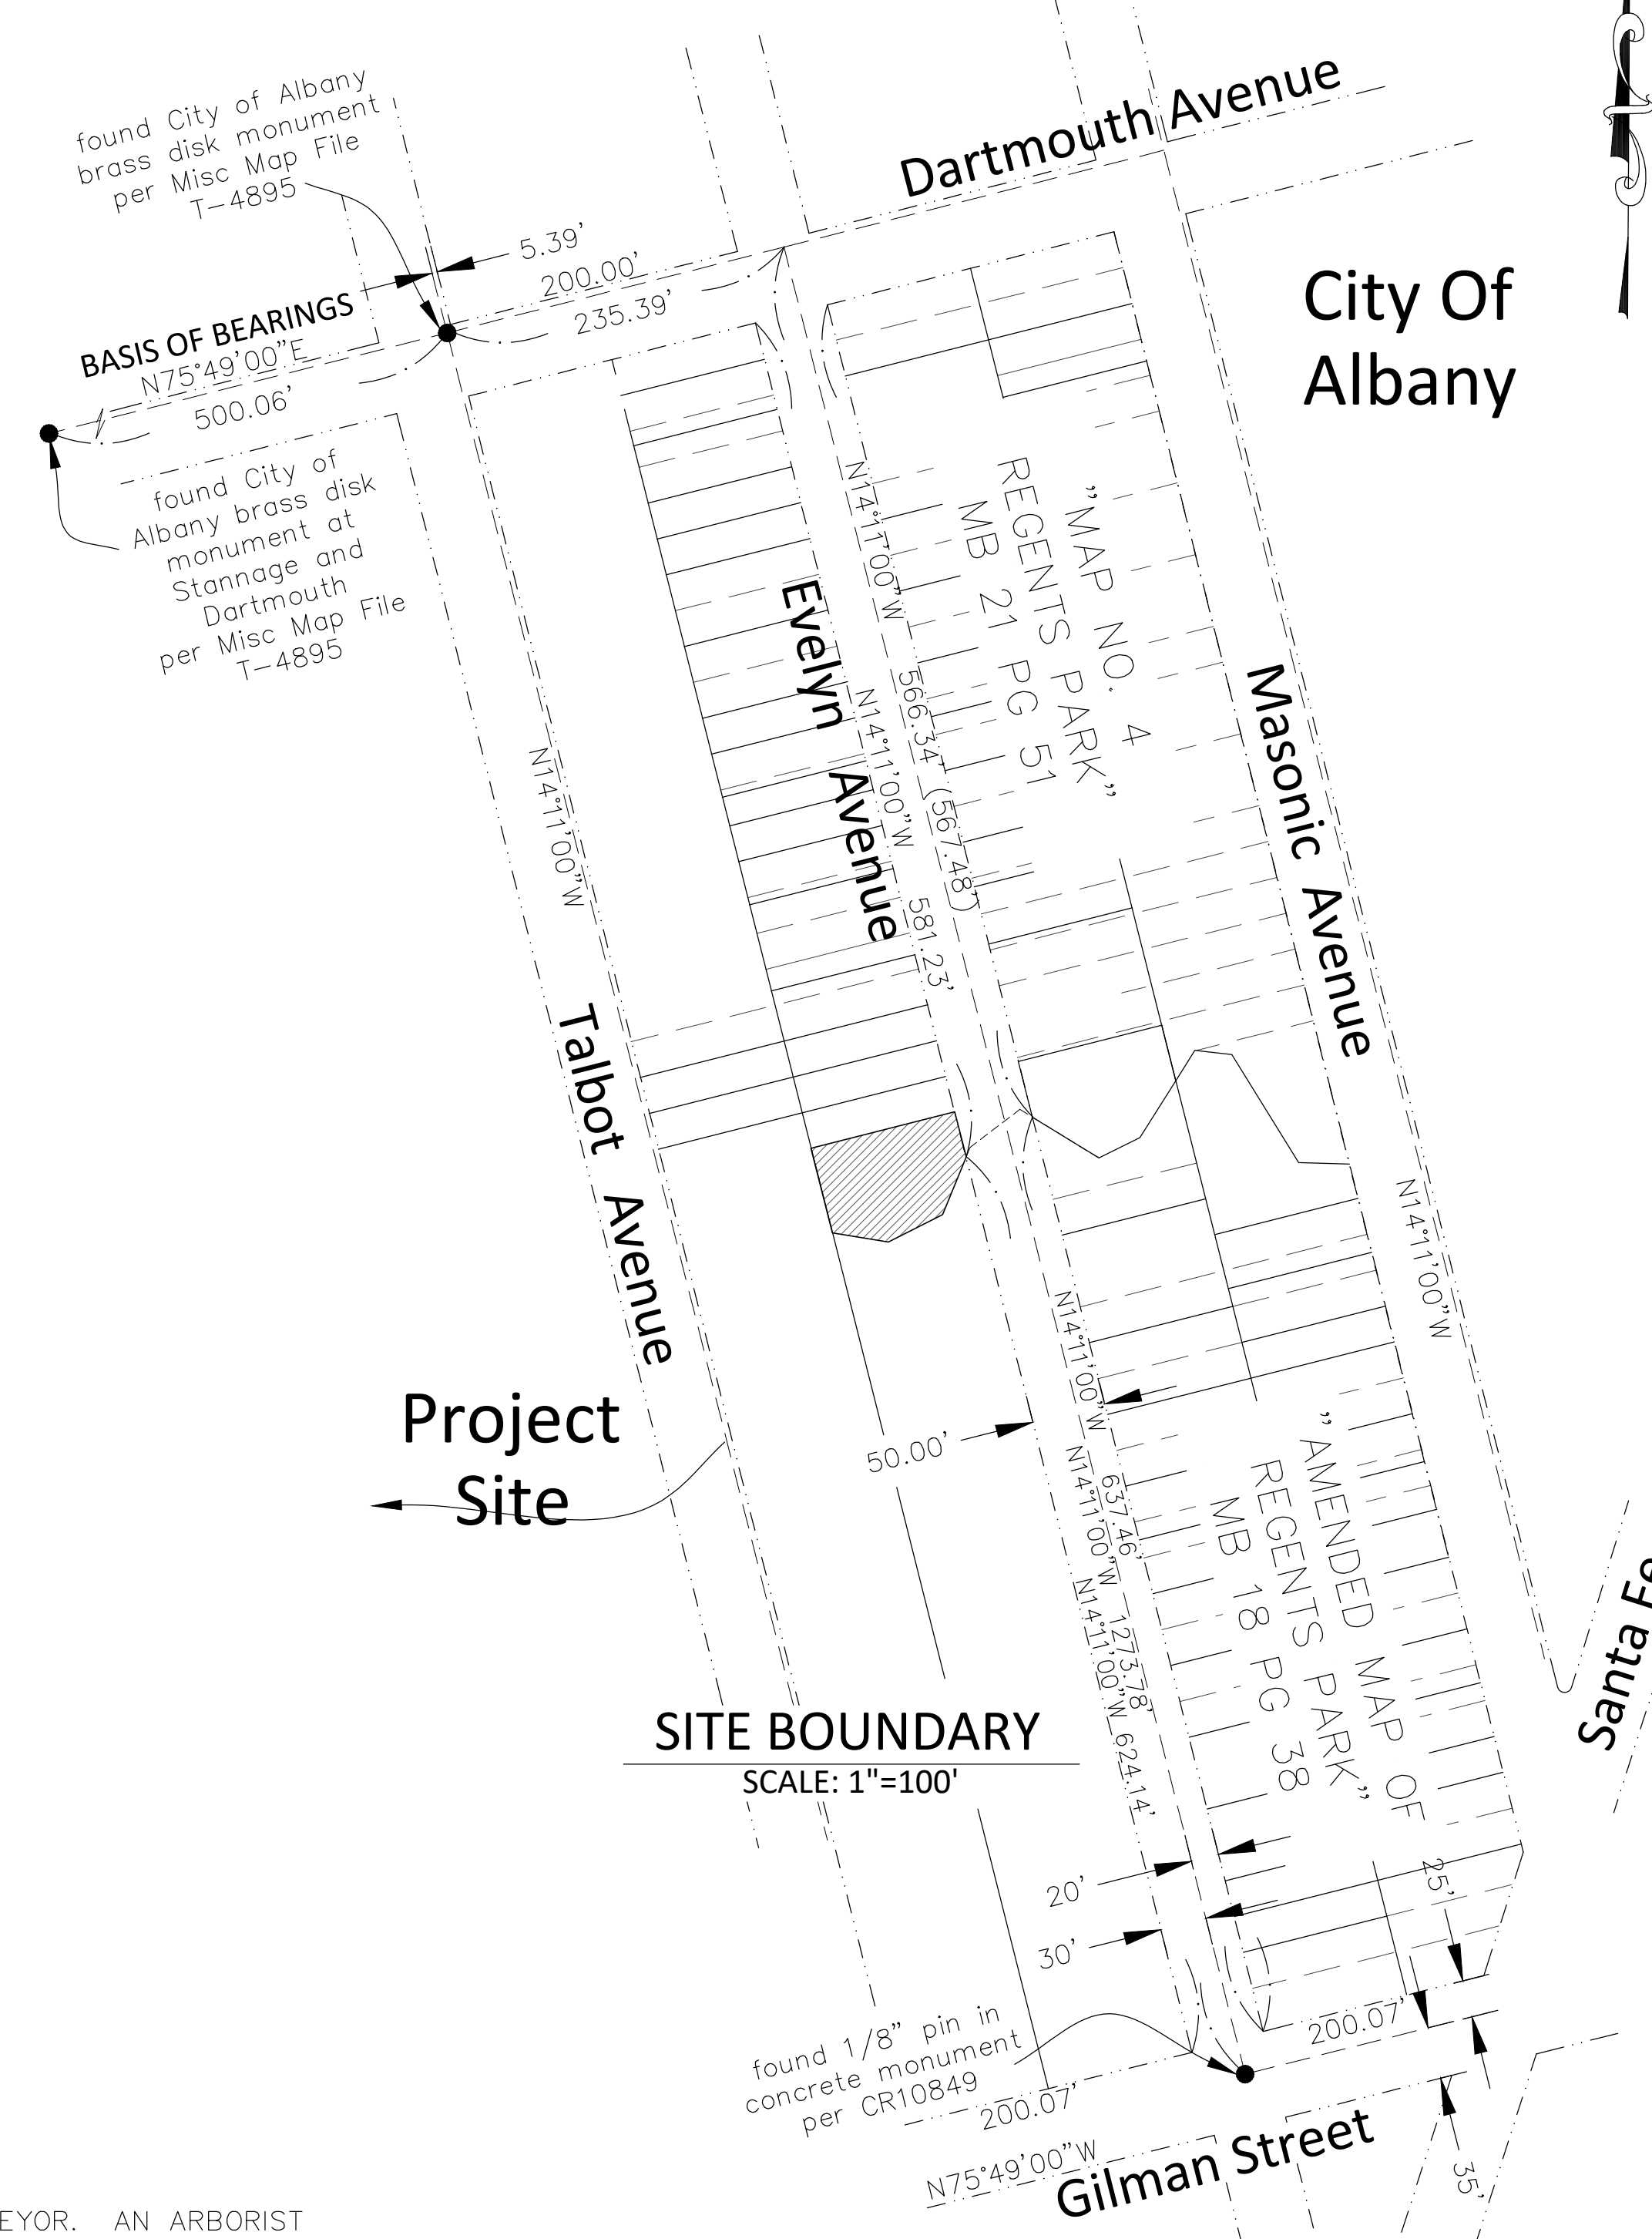 found City of Albany
brass disk monument
per Misc Map File
T-4895
Dartmouth Avenue
5.39'
200.00'
235.39'
BASIS OF BEARINGS
N75°49'00"E
500.06'
City Of
Albany
found City of
Albany brass disk
monument at
Stannage and
Dartmouth
per Misc Map File
T-4895
N14°11'00"W 566.34' (567.48')
"MAP NO. 4
REGENTS PARK"
MB 21 PG 51
Evelyn Avenue
N14°11'00"W 581.23'
Masonic Avenue
N14°11'00"W
Talbot Avenue
N14°11'00"W
Project
Site
50.00'
N14°11'00"W 637.46'
N14°11'00"W 1273.78'
N14°11'00"W 624.14'
"AMENDED MAP OF
REGENTS PARK"
MB 18 PG 38
Santa Fe
SITE BOUNDARY
SCALE: 1"=100'
20'
30'
25'
200.07'
found 1/8" pin in
concrete monument
per CR10849
200.07'
N75°49'00"W
Gilman Street
35'
EYOR. AN ARBORIST